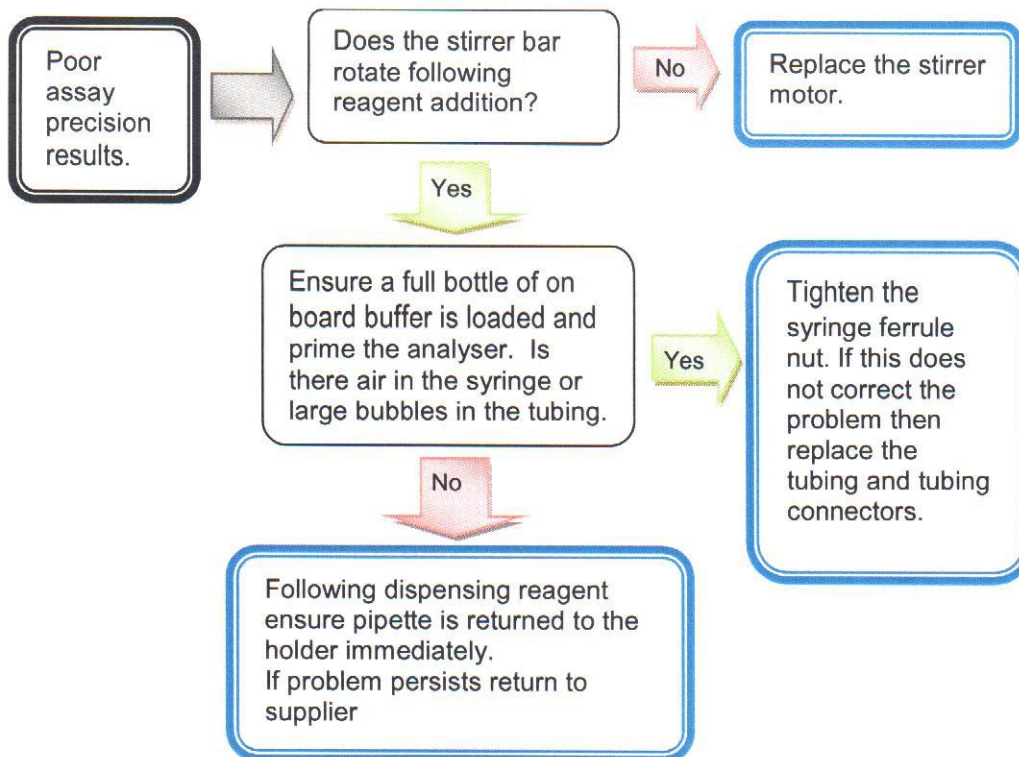 Poor
assay
precision
results.
Does the stirrer bar
rotate following
reagent addition?
No
Replace the stirrer
motor.
Yes
Ensure a full bottle of on
board buffer is loaded and
prime the analyser. Is
there air in the syringe or
large bubbles in the tubing.
Yes
Tighten the
syringe ferrule
nut. If this does
not correct the
problem then
replace the
tubing and tubing
connectors.
No
Following dispensing reagent
ensure pipette is returned to the
holder immediately.
If problem persists return to
supplier